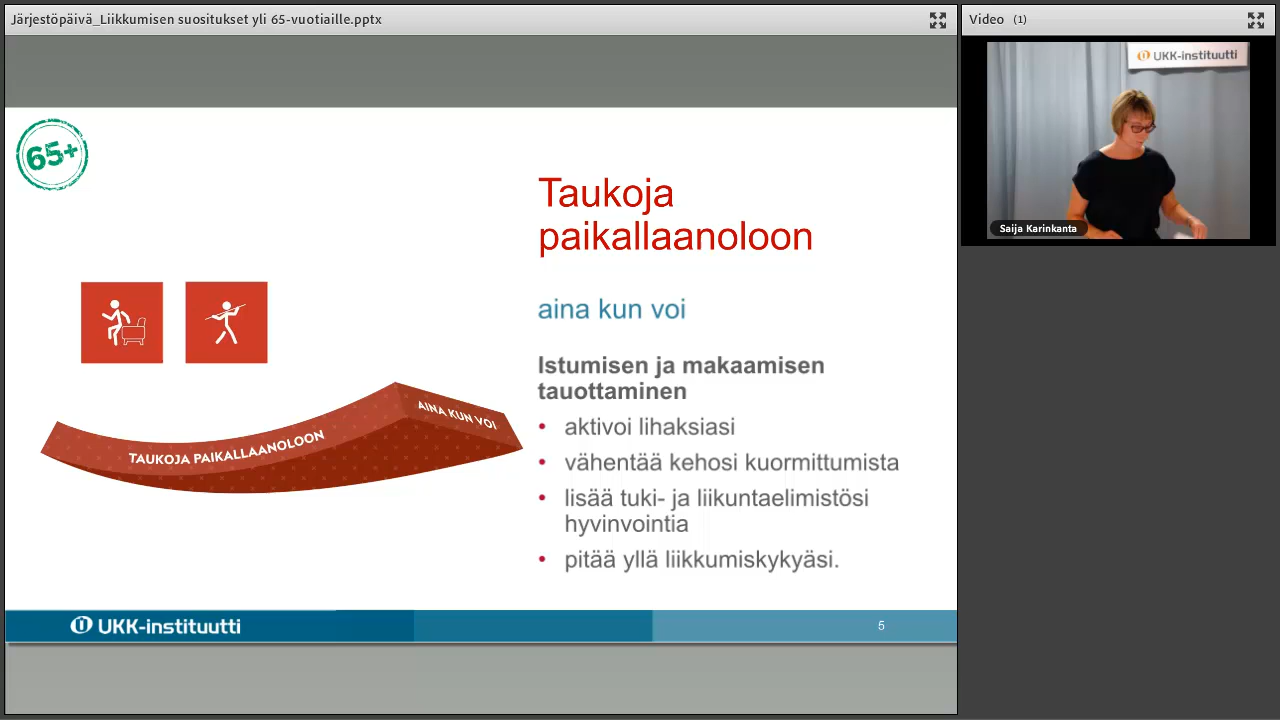 Järjestöpäivä_Liikkumisen suositukset yli 65-vuotiaille.pptx
Video (1)
UKK-instituutti
Saija Karinkanta
65+
Taukoja
paikallaanoloon
aina kun voi
Istumisen ja makaamisen
tauottaminen
• aktivoi lihaksiasi
• vähentää kehosi kuormittumista
• lisää tuki- ja liikuntaelimistösi
hyvinvointia
• pitää yllä liikkumiskykyäsi.
TAUKOJA PAIKALLAANOLOON
AINA KUN VOI
UKK-instituutti
5